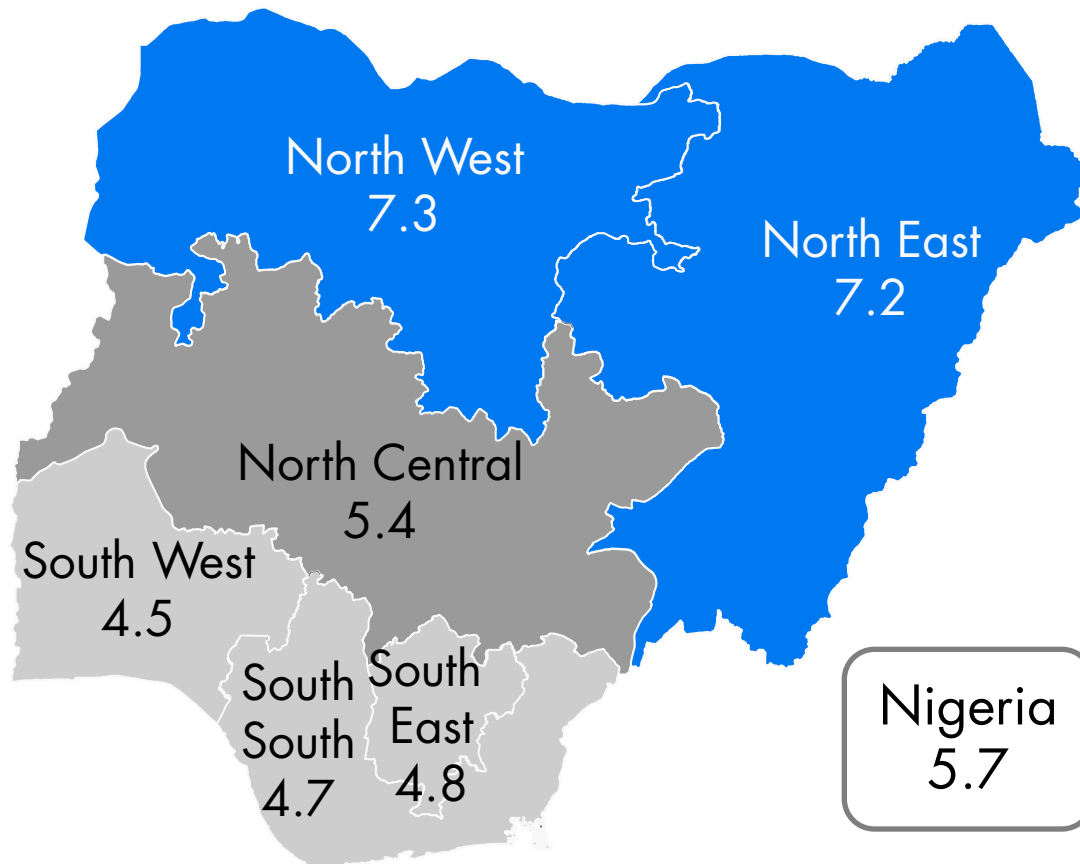 North West
7.3
North East
7.2
North Central
5.4
South West
4.5
South
South
4.7
South
East
4.8
Nigeria
5.7